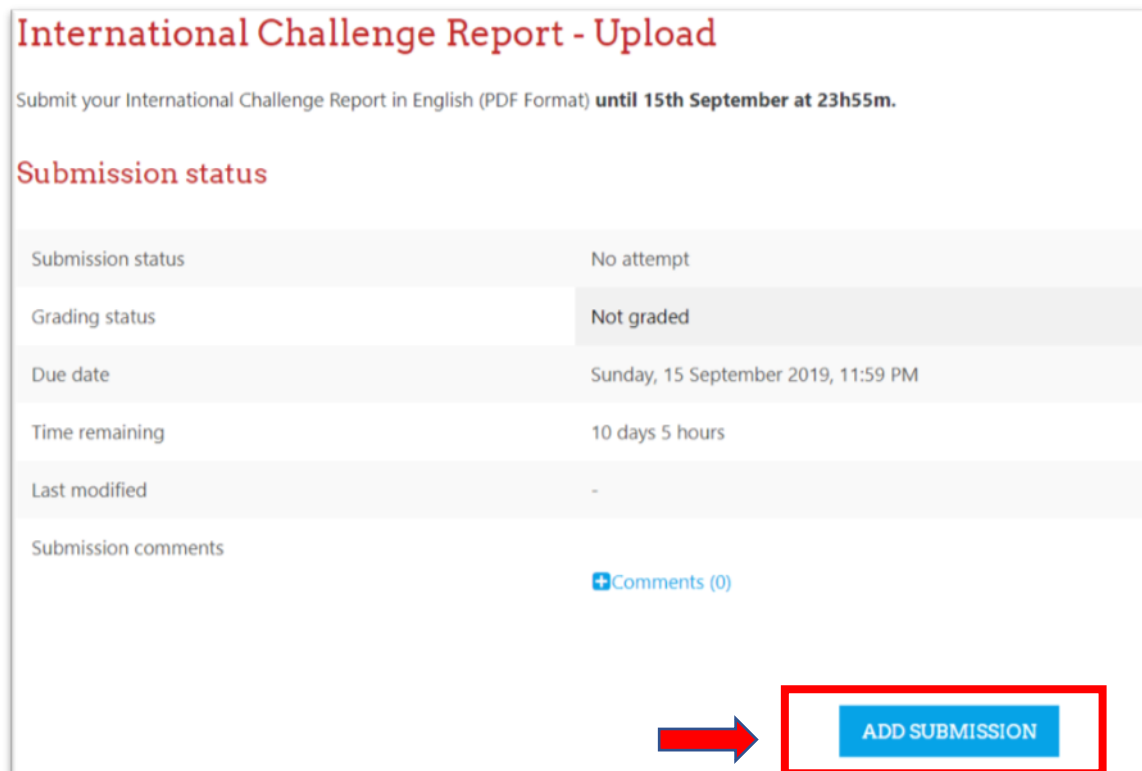 International Challenge Report - Upload
Submit your International Challenge Report in English (PDF Format) until 15th September at 23h55m.
Submission status
Submission status No attempt
Grading status Not graded
Due date Sunday, 15 September 2019, 11:59 PM
Time remaining 10 days 5 hours
Last modified -
Submission comments
Comments (0)
ADD SUBMISSION